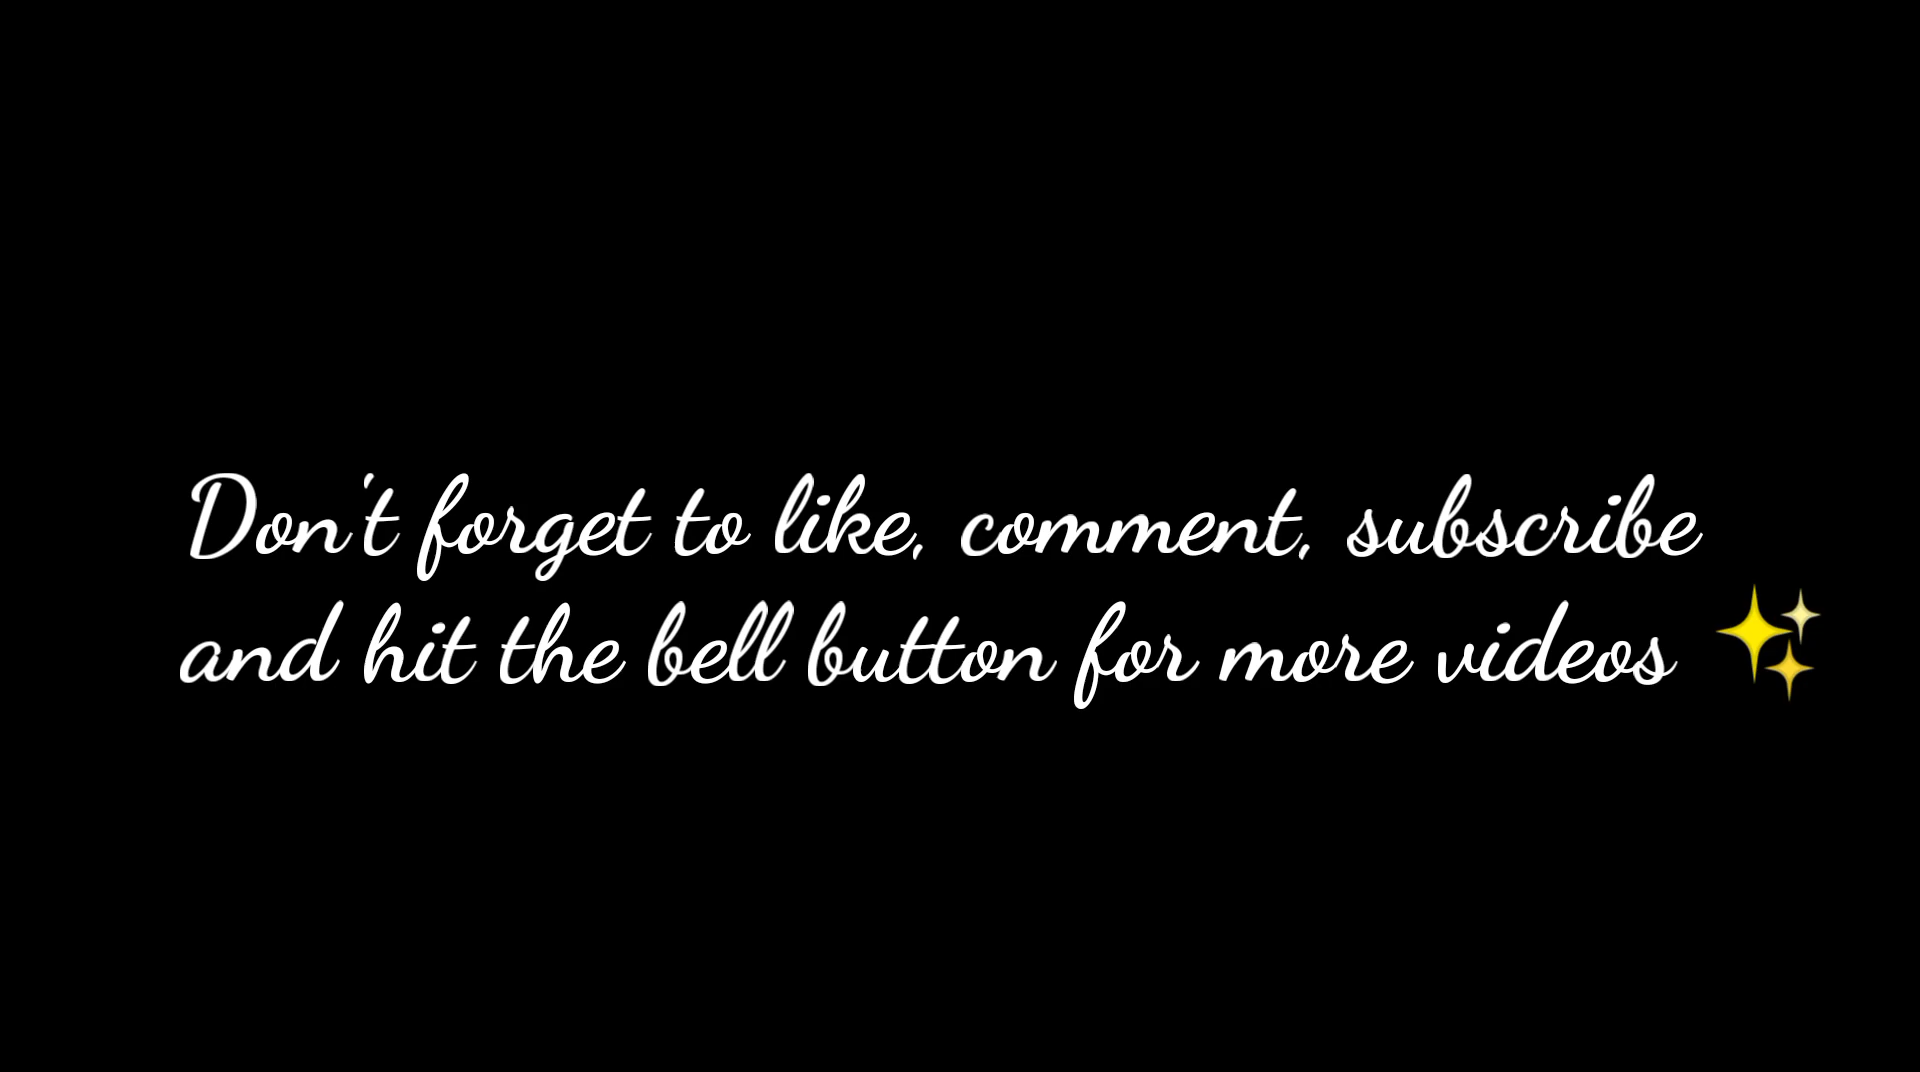 Don't forget to like, comment, subscribe
and hit the bell button for more videos ✨